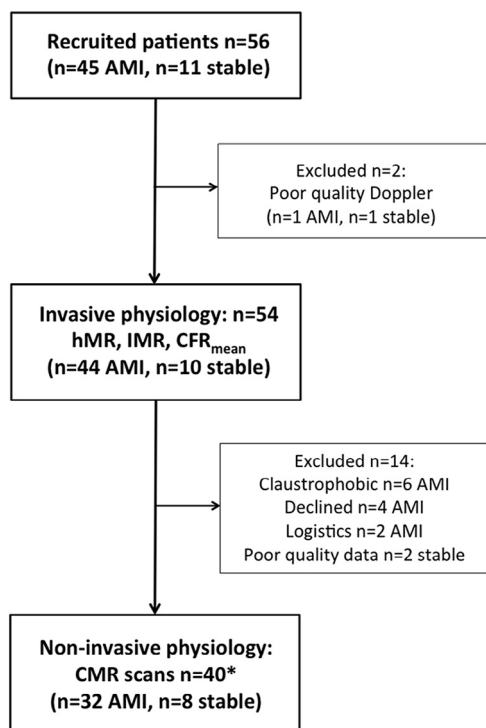 Recruited patients n=56
(n=45 AMI, n=11 stable)
Excluded n=2:
Poor quality Doppler
(n=1 AMI, n=1 stable)
Invasive physiology: n=54
hMR, IMR, CFRmean
(n=44 AMI, n=10 stable)
Excluded n=14:
Claustrophobic n=6 AMI
Declined n=4 AMI
Logistics n=2 AMI
Poor quality data n=2 stable
Non-invasive physiology:
CMR scans n=40*
(n=32 AMI, n=8 stable)